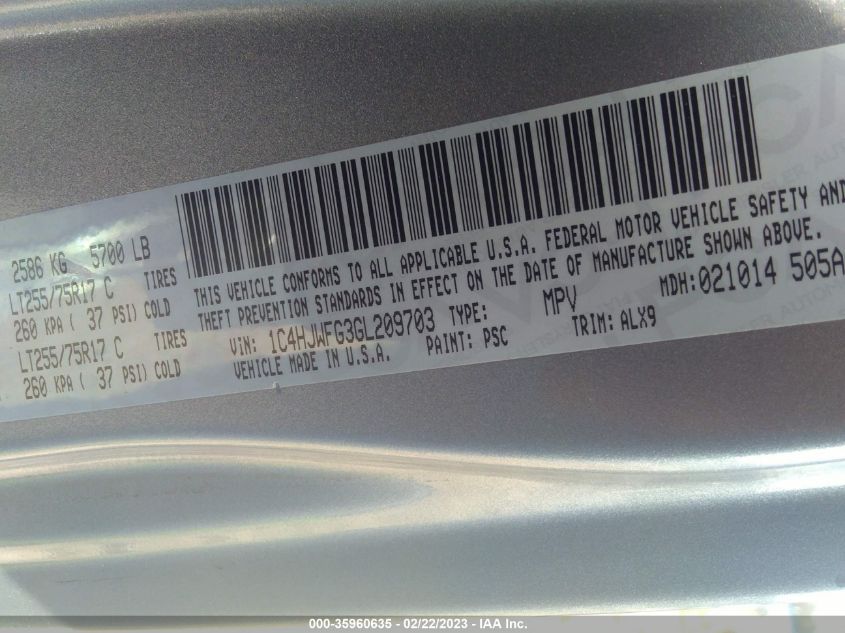 2586 KG 5700 LB
LT255/75R17 C TIRES
260 KPA ( 37 PSI) COLD
LT255/75R17 C TIRES
260 KPA ( 37 PSI) COLD
THIS VEHICLE CONFORMS TO ALL APPLICABLE U.S.A. FEDERAL MOTOR VEHICLE SAFETY AND
THEFT PREVENTION STANDARDS IN EFFECT ON THE DATE OF MANUFACTURE SHOWN ABOVE.
VIN: 1C4HJWFG3GL209703 TYPE: MPV MDH:021014 505A
VEHICLE MADE IN U.S.A. PAINT: PSC TRIM: ALX9
000-35960635 - 02/22/2023 - IAA Inc.